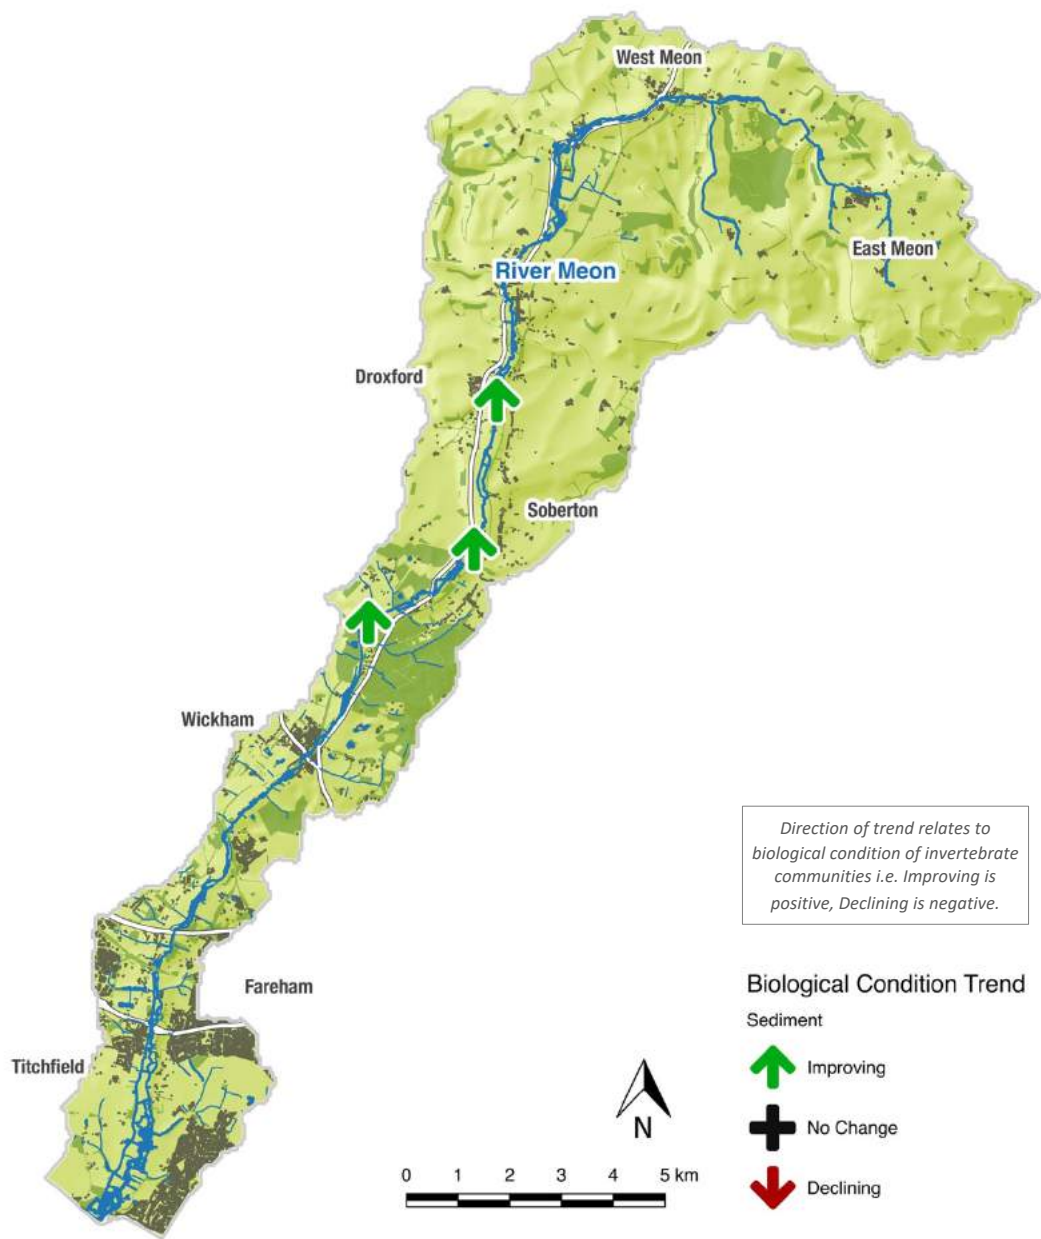 West Meon
East Meon
River Meon
Droxford
Soberton
Wickham
Direction of trend relates to
biological condition of invertebrate
communities i.e. Improving is
positive, Declining is negative.
Fareham
Biological Condition Trend
Sediment
Titchfield
Improving
N
No Change
0 1 2 3 4 5 km
Declining